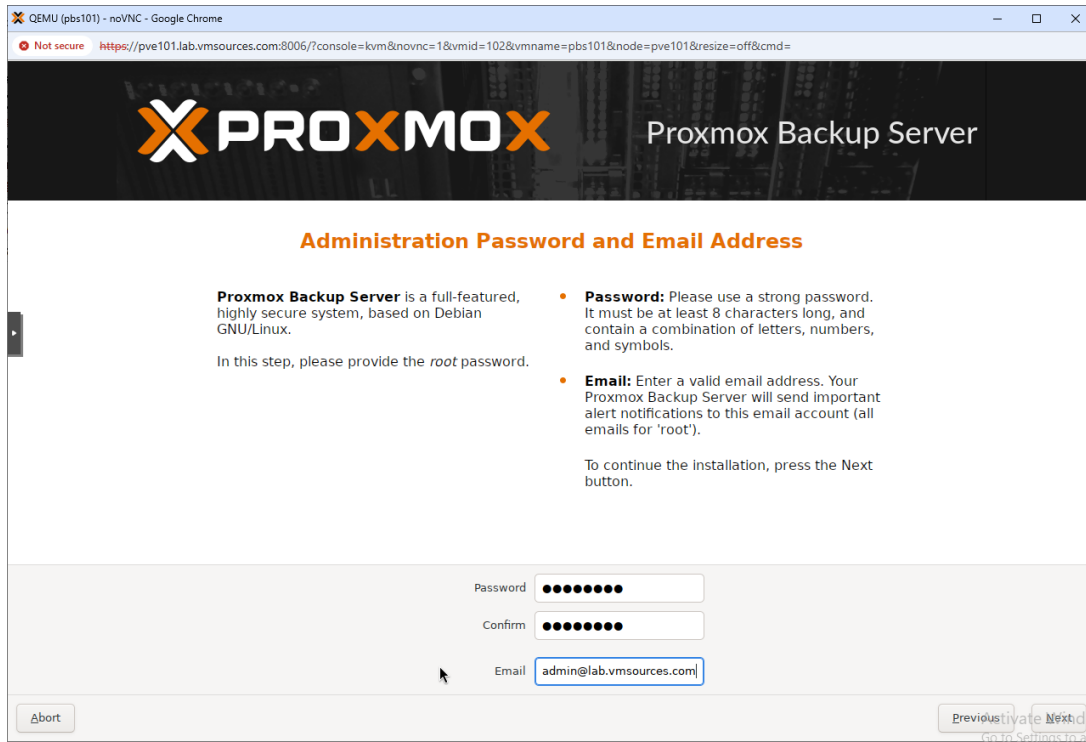 QEMU (pbs101) - noVNC - Google Chrome
Not secure https://pve101.lab.vmsources.com:8006/?console=kvm&novnc=1&vmid=102&vmname=pbs101&node=pve101&resize=off&cmd=
PROXMOX Proxmox Backup Server
Administration Password and Email Address
Proxmox Backup Server is a full-featured,
highly secure system, based on Debian
GNU/Linux.
In this step, please provide the root password.
• Password: Please use a strong password.
It must be at least 8 characters long, and
contain a combination of letters, numbers,
and symbols.
• Email: Enter a valid email address. Your
Proxmox Backup Server will send important
alert notifications to this email account (all
emails for 'root').
To continue the installation, press the Next
button.
Password ●●●●●●●●
Confirm ●●●●●●●●
Email admin@lab.vmsources.com
Abort Previous Next
Go to Settings to a